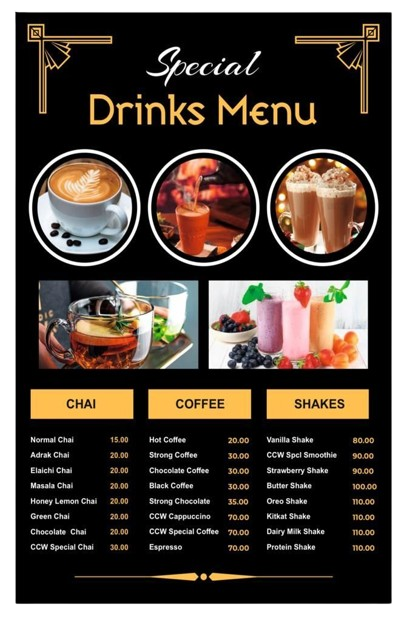 Special
Drinks Menu
CHAI
Normal Chai 15.00
Adrak Chai 20.00
Elaichi Chai 20.00
Masala Chai 20.00
Honey Lemon Chai 20.00
Green Chai 20.00
Chocolate Chai 20.00
CCW Special Chai 30.00
COFFEE
Hot Coffee 20.00
Strong Coffee 30.00
Chocolate Coffee 30.00
Black Coffee 30.00
Strong Chocolate 35.00
CCW Cappuccino 70.00
CCW Special Coffee 70.00
Espresso 70.00
SHAKES
Vanilla Shake 80.00
CCW Spcl Smoothie 90.00
Strawberry Shake 90.00
Butter Shake 100.00
Oreo Shake 110.00
Kitkat Shake 110.00
Dairy Milk Shake 110.00
Protein Shake 110.00